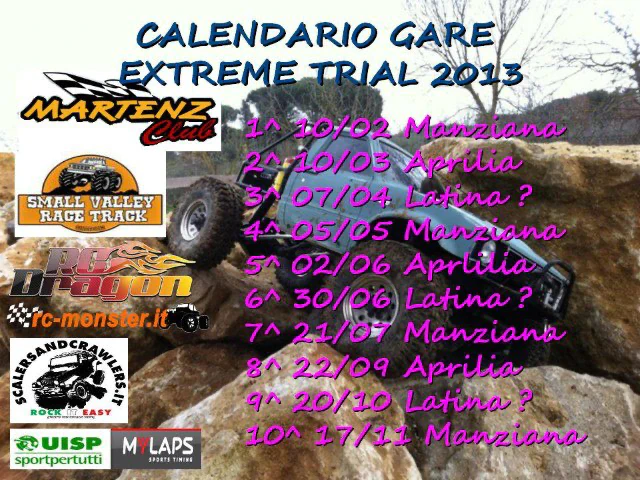 CALENDARIO GARE
EXTREME TRIAL 2013
MARTENZ
Club
SMALL VALLEY
RACE TRACK
RC
Dragon
rc-monster.it
SCALERSANDCRAWLERS.it
ROCK IT EASY
UISP
sportpertutti
MYLAPS
SPORTS TIMING
1^ 10/02 Manziana
2^ 10/03 Aprilia
3^ 07/04 Latina ?
4^ 05/05 Manziana
5^ 02/06 Aprlilia
6^ 30/06 Latina ?
7^ 21/07 Manziana
8^ 22/09 Aprilia
9^ 20/10 Latina ?
10^ 17/11 Manziana